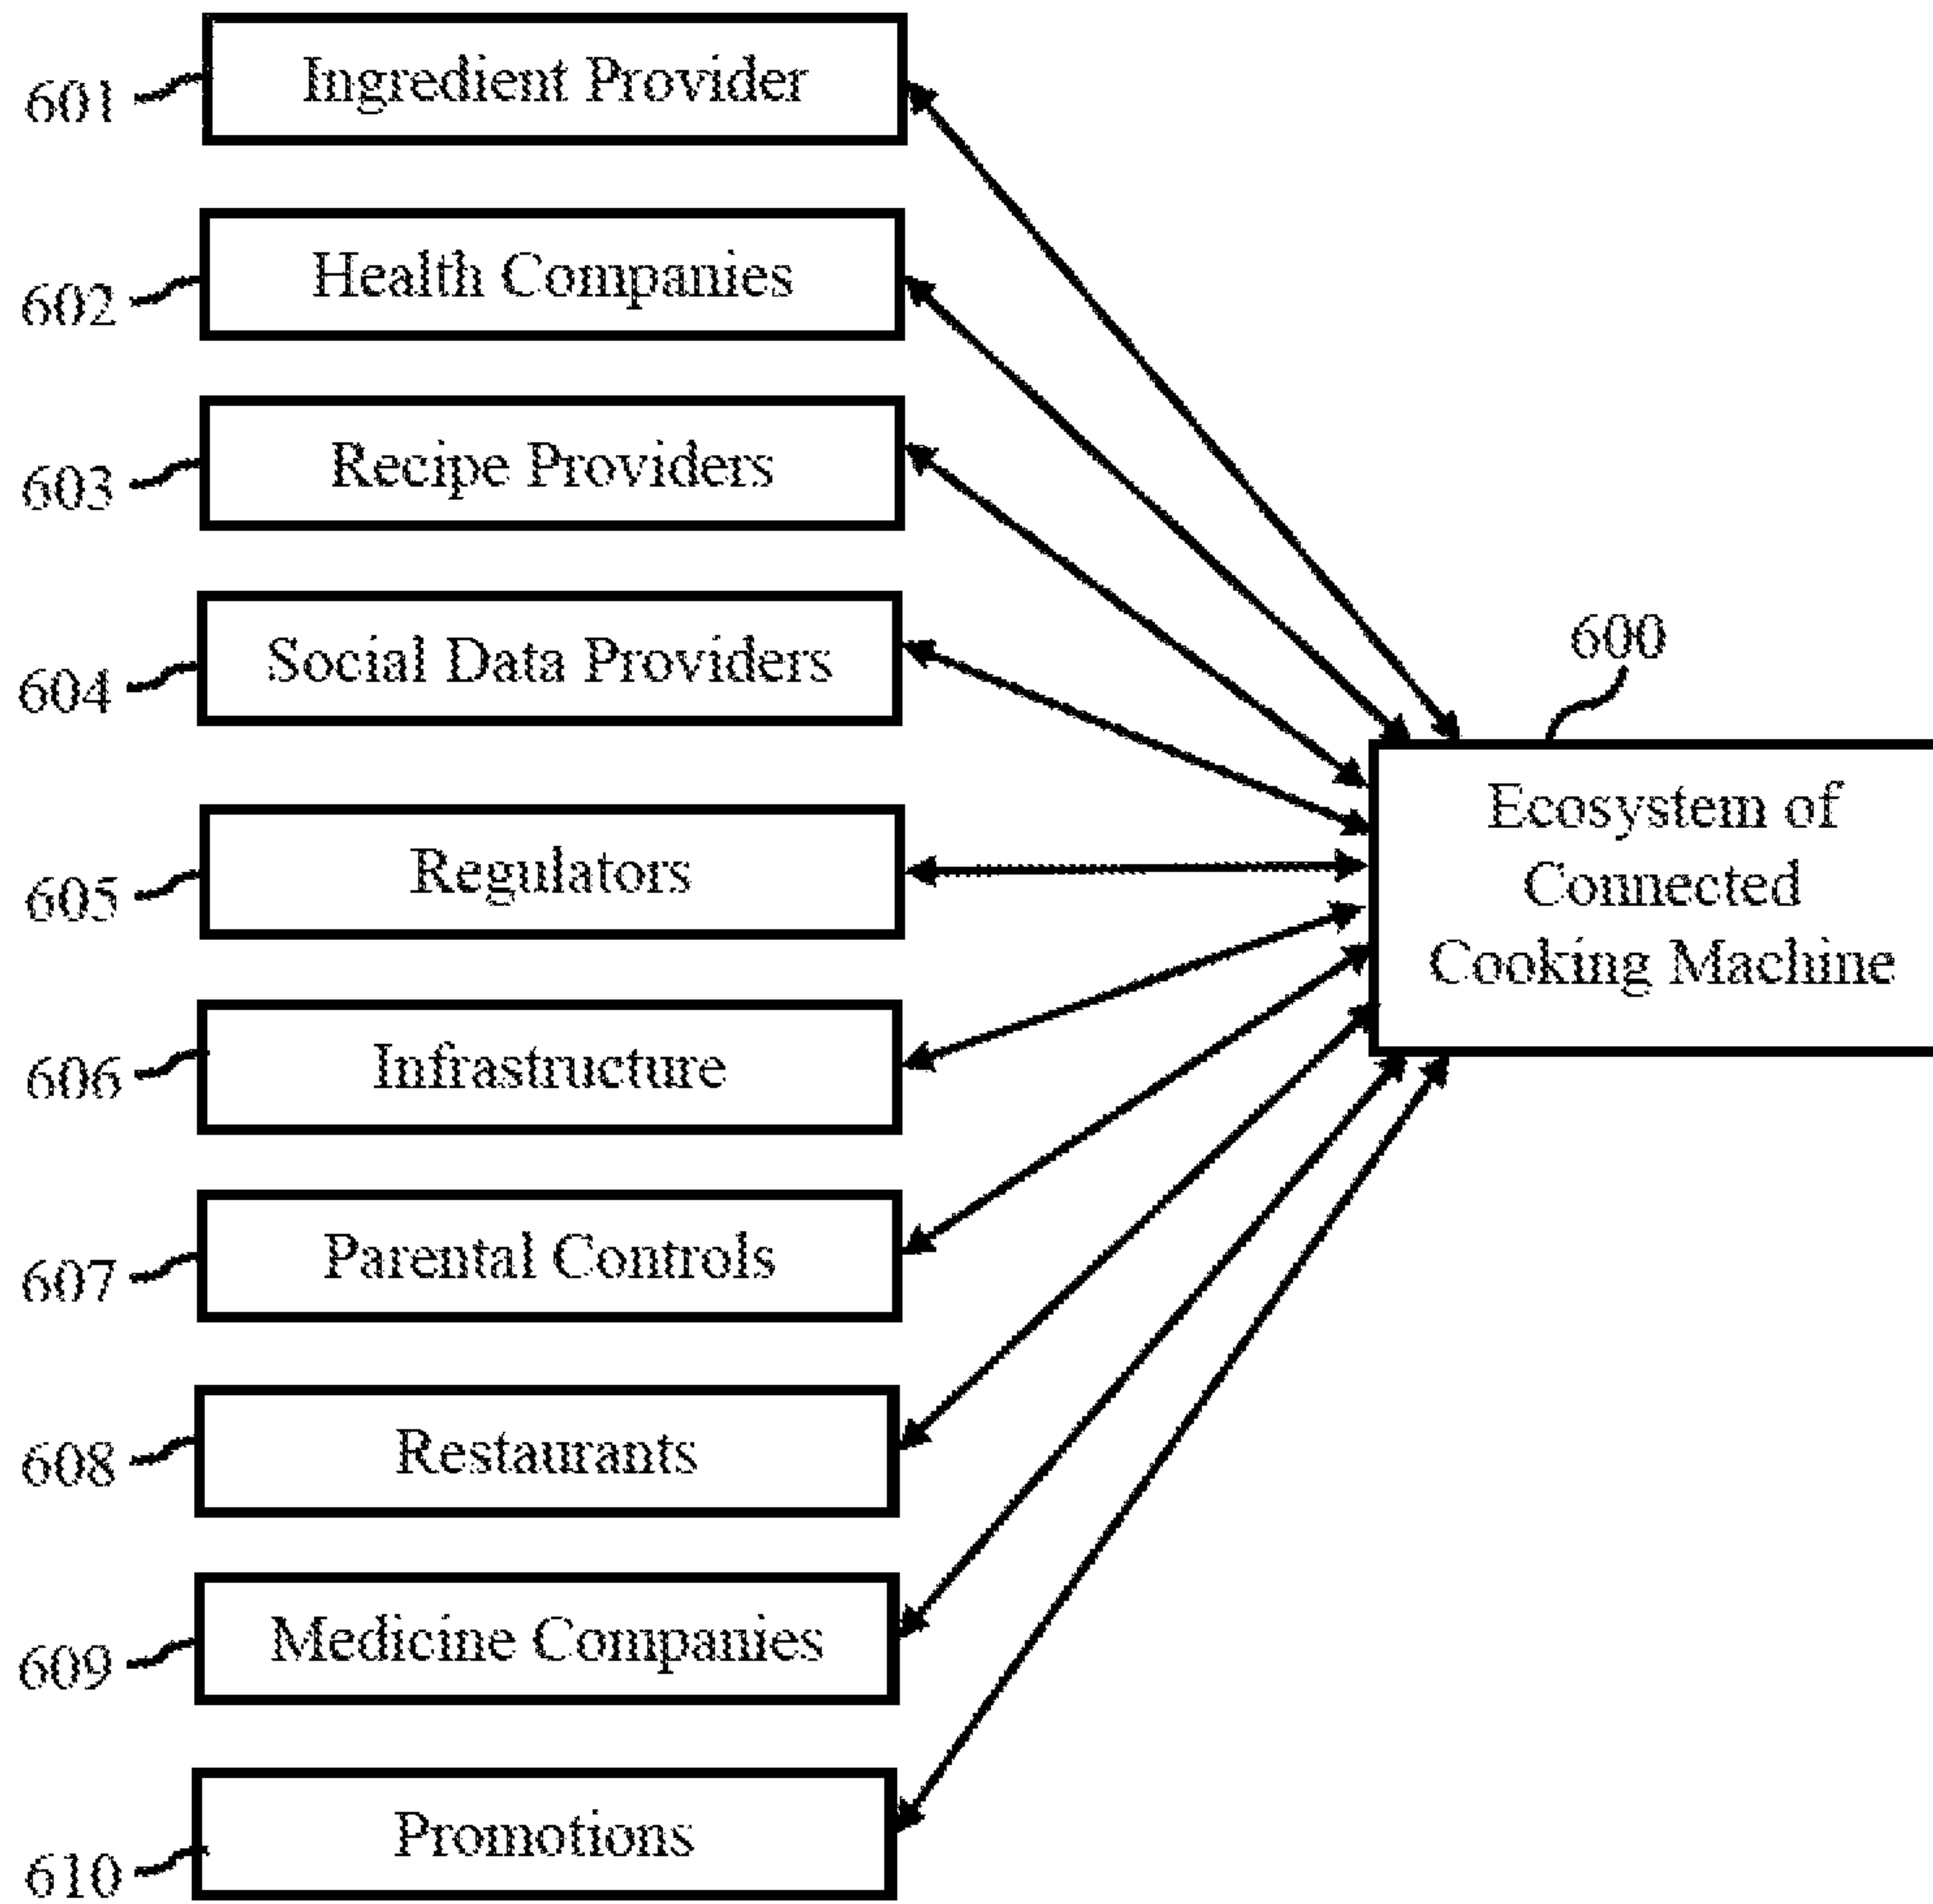 601
Ingredient Provider
602
Health Companies
603
Recipe Providers
604
Social Data Providers
600
Ecosystem of
Connected
Cooking Machine
605
Regulators
606
Infrastructure
607
Parental Controls
608
Restaurants
609
Medicine Companies
610
Promotions